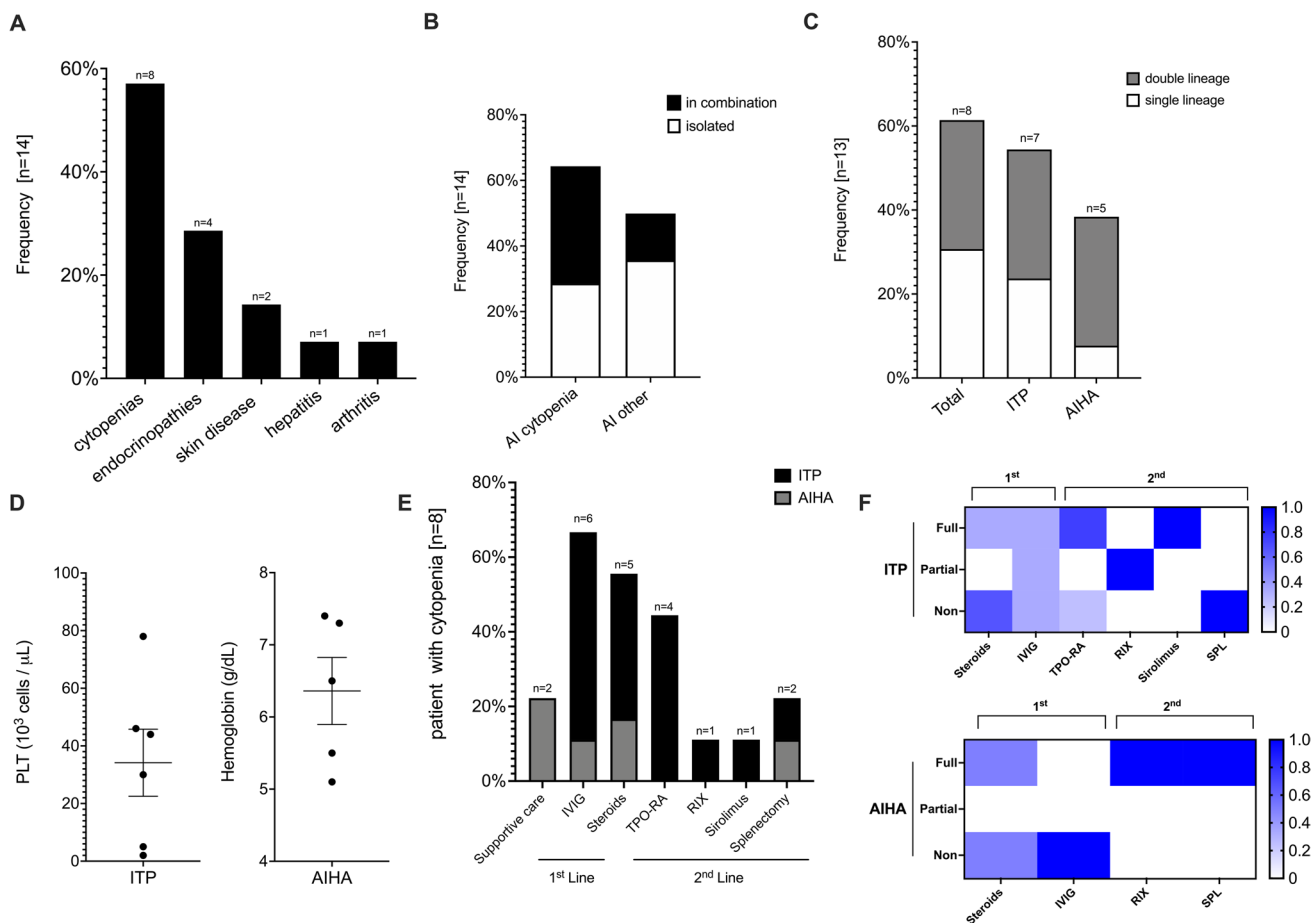 A
Frequency [n=14]
60%
40%
20%
0%
n=8
n=4
n=2
n=1
n=1
cytopenias
endocrinopathies
skin disease
hepatitis
arthritis
B
in combination
isolated
Frequency [n=14]
80%
60%
40%
20%
0%
AI cytopenia
AI other
C
double lineage
single lineage
Frequency [n=13]
80%
60%
40%
20%
0%
n=8
n=7
n=5
Total
ITP
AIHA
D
PLT (10³ cells / μL)
100
80
60
40
20
0
ITP
Hemoglobin (g/dL)
8
7
6
5
4
AIHA
E
ITP
AIHA
patient with cytopenia [n=8]
80%
60%
40%
20%
0%
n=2
n=6
n=5
n=4
n=1
n=1
n=2
Supportive care
IVIG
Steroids
TPO-RA
RIX
Sirolimus
Splenectomy
1st Line
2nd Line
F
1st
2nd
ITP
Full
Partial
Non
Steroids
IVIG
TPO-RA
RIX
Sirolimus
SPL
1.0
0.8
0.6
0.4
0.2
0
1st
2nd
AIHA
Full
Partial
Non
Steroids
IVIG
RIX
SPL
1.0
0.8
0.6
0.4
0.2
0